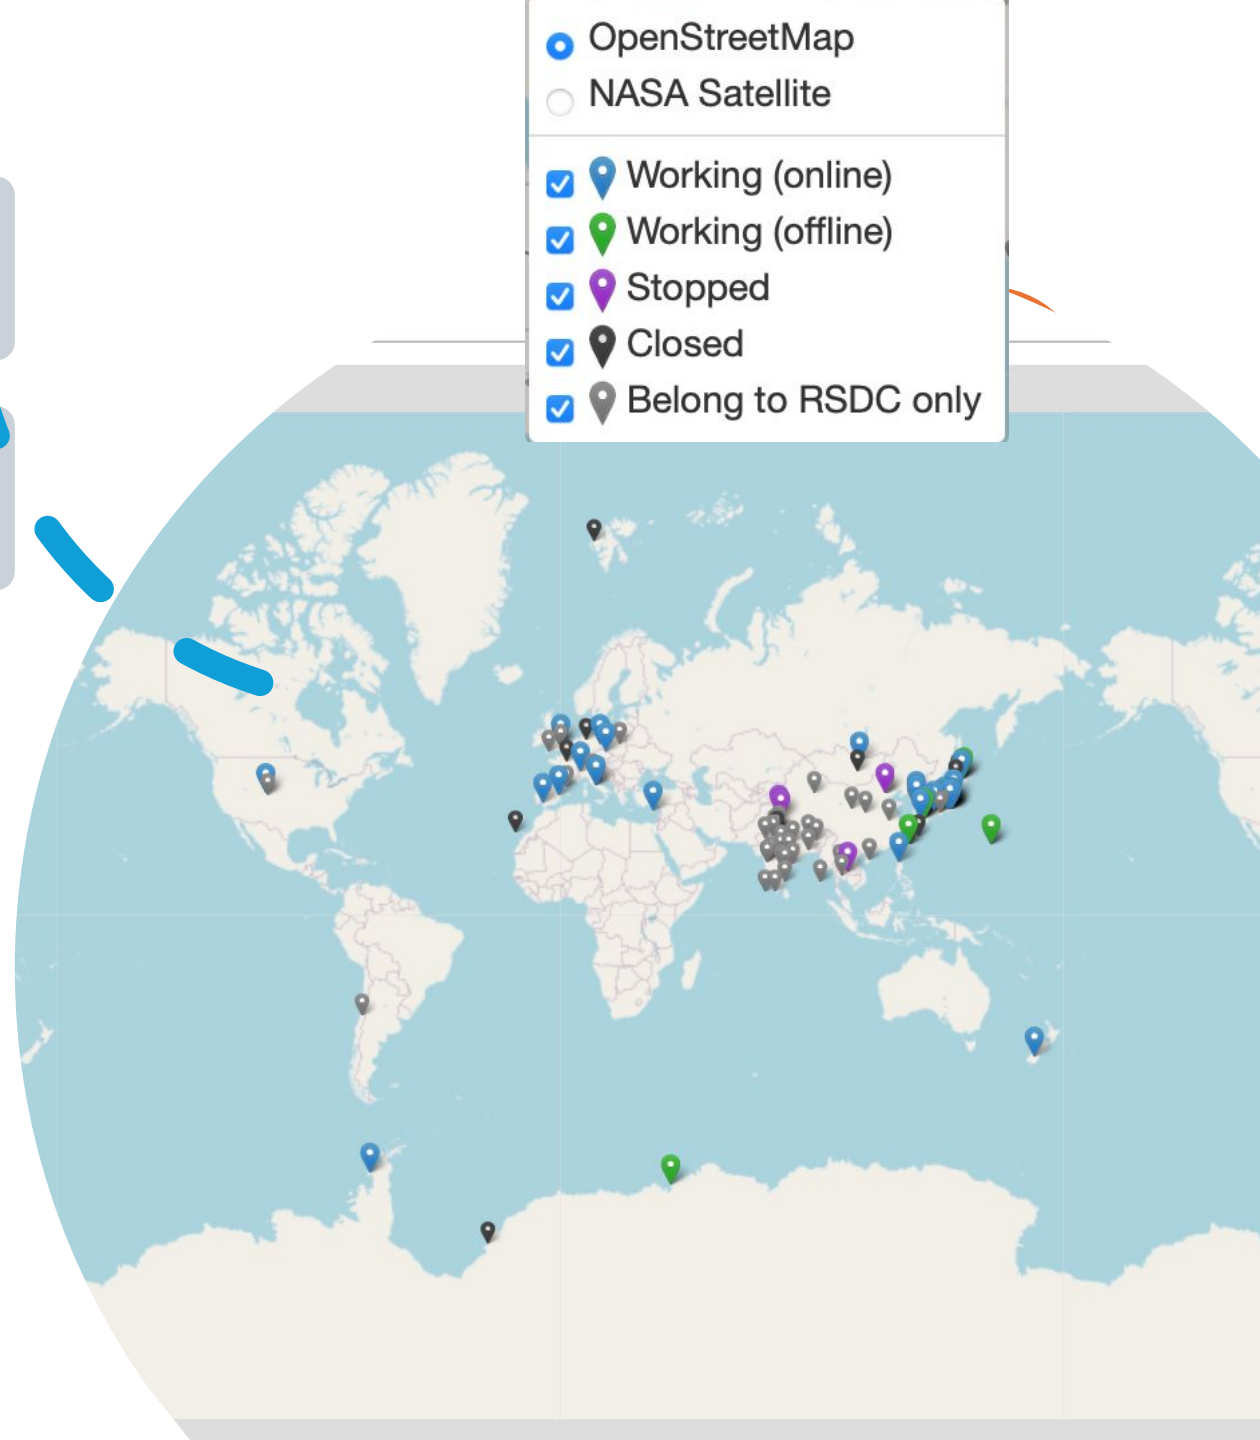 OpenStreetMap
NASA Satellite
Working (online)
Working (offline)
Stopped
Closed
Belong to RSDC only